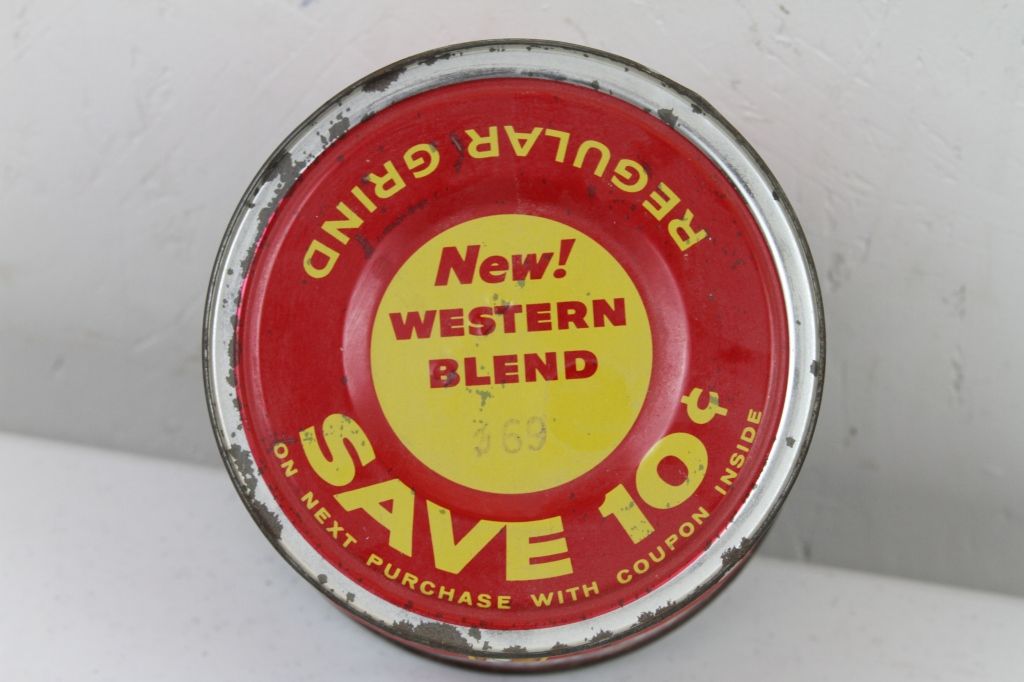 REGULAR GRIND
New!
WESTERN
BLEND
369
SAVE 10¢
ON NEXT PURCHASE WITH COUPON INSIDE